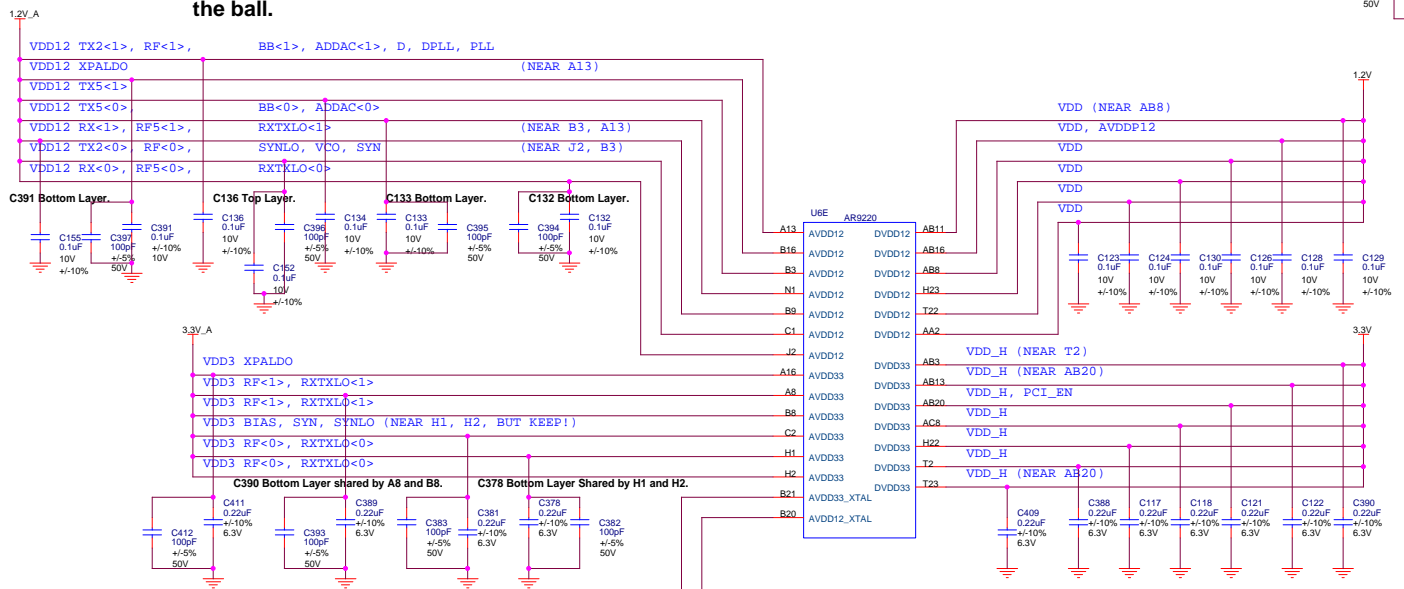 the ball.
50V
1.2V_A
VDD12 TX2<1>, RF<1>, BB<1>, ADDAC<1>, D, DPLL, PLL
VDD12 XPALDO (NEAR A13)
VDD12 TX5<1>
VDD12 TX5<0>, BB<0>, ADDAC<0>
VDD12 RX<1>, RF5<1>, RXTXLO<1> (NEAR B3, A13)
VDD12 TX2<0>, RF<0>, SYNLO, VCO, SYN (NEAR J2, B3)
VDD12 RX<0>, RF5<0>, RXTXLO<0>
C391 Bottom Layer.
C136 Top Layer.
C133 Bottom Layer.
C132 Bottom Layer.
C155
0.1uF
10V
+/-10%
C397
100pF
+/-5%
50V
C391
0.1uF
+/-10%
10V
C136
0.1uF
10V
+/-10%
C152
0.1uF
10V
+/-10%
C396
100pF
+/-5%
50V
C134
0.1uF
10V
+/-10%
C133
0.1uF
10V
+/-10%
C395
100pF
+/-5%
50V
C394
100pF
+/-5%
50V
C132
0.1uF
10V
+/-10%
1.2V
VDD (NEAR AB8)
VDD, AVDDP12
VDD
VDD
VDD
VDD
C123
0.1uF
10V
+/-10%
C124
0.1uF
10V
+/-10%
C130
0.1uF
10V
+/-10%
C126
0.1uF
10V
+/-10%
C128
0.1uF
10V
+/-10%
C129
0.1uF
10V
+/-10%
U6E
AR9220
A13 AVDD12 DVDD12 AB11
B16 AVDD12 DVDD12 AB16
B3 AVDD12 DVDD12 AB8
N1 AVDD12 DVDD12 H23
B9 AVDD12 DVDD12 T22
C1 AVDD12 DVDD12 AA2
J2 AVDD12
A16 AVDD33 DVDD33 AB3
A8 AVDD33 DVDD33 AB13
B8 AVDD33 DVDD33 AB20
C2 AVDD33 DVDD33 AC8
H1 AVDD33 DVDD33 H22
H2 AVDD33 DVDD33 T2
B21 AVDD33_XTAL DVDD33 T23
B20 AVDD12_XTAL
3.3V_A
VDD3 XPALDO
VDD3 RF<1>, RXTXLO<1>
VDD3 RF<1>, RXTXLO<1>
VDD3 BIAS, SYN, SYNLO (NEAR H1, H2, BUT KEEP!)
VDD3 RF<0>, RXTXLO<0>
VDD3 RF<0>, RXTXLO<0>
C390 Bottom Layer shared by A8 and B8.
C378 Bottom Layer Shared by H1 and H2.
C412
100pF
+/-5%
50V
C411
0.22uF
+/-10%
6.3V
C393
100pF
+/-5%
50V
C389
0.22uF
+/-10%
6.3V
C383
100pF
+/-5%
50V
C381
0.22uF
+/-10%
6.3V
C378
0.22uF
+/-10%
6.3V
C382
100pF
+/-5%
50V
3.3V
VDD_H (NEAR T2)
VDD_H (NEAR AB20)
VDD_H, PCI_EN
VDD_H
VDD_H
VDD_H
VDD_H (NEAR AB20)
C409
0.22uF
+/-10%
6.3V
C388
0.22uF
+/-10%
6.3V
C117
0.22uF
+/-10%
6.3V
C118
0.22uF
+/-10%
6.3V
C121
0.22uF
+/-10%
6.3V
C122
0.22uF
+/-10%
6.3V
C390
0.22uF
+/-10%
6.3V